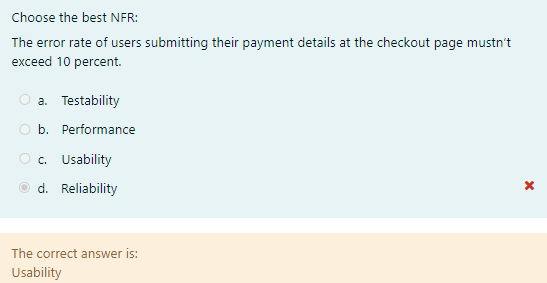 Choose the best NFR:
The error rate of users submitting their payment details at the checkout page mustn't
exceed 10 percent.
a. Testability
b. Performance
c. Usability
d. Reliability
The correct answer is:
Usability